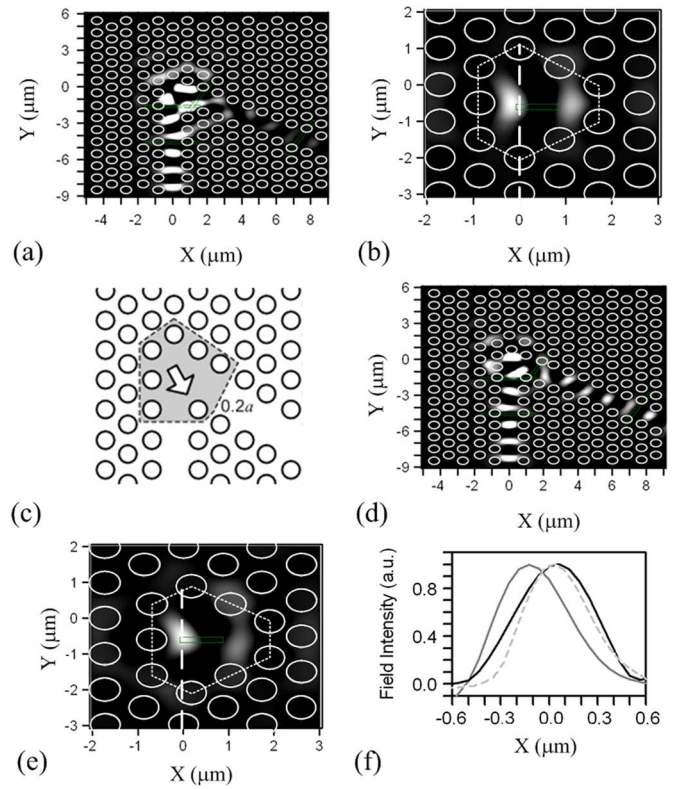 6
3
0
-3
-6
-9
Y (μm)
-4 -2 0 2 4 6 8
X (μm)
(a)
2
1
0
-1
-2
-3
Y (μm)
-2 -1 0 1 2 3
X (μm)
(b)
0.2a
(c)
6
3
0
-3
-6
-9
Y (μm)
-4 -2 0 2 4 6 8
X (μm)
(d)
2
1
0
-1
-2
-3
Y (μm)
-2 -1 0 1 2 3
X (μm)
(e)
Field Intensity (a.u.)
0.8
0.4
0.0
-0.6 -0.3 0.0 0.3 0.6
X (μm)
(f)